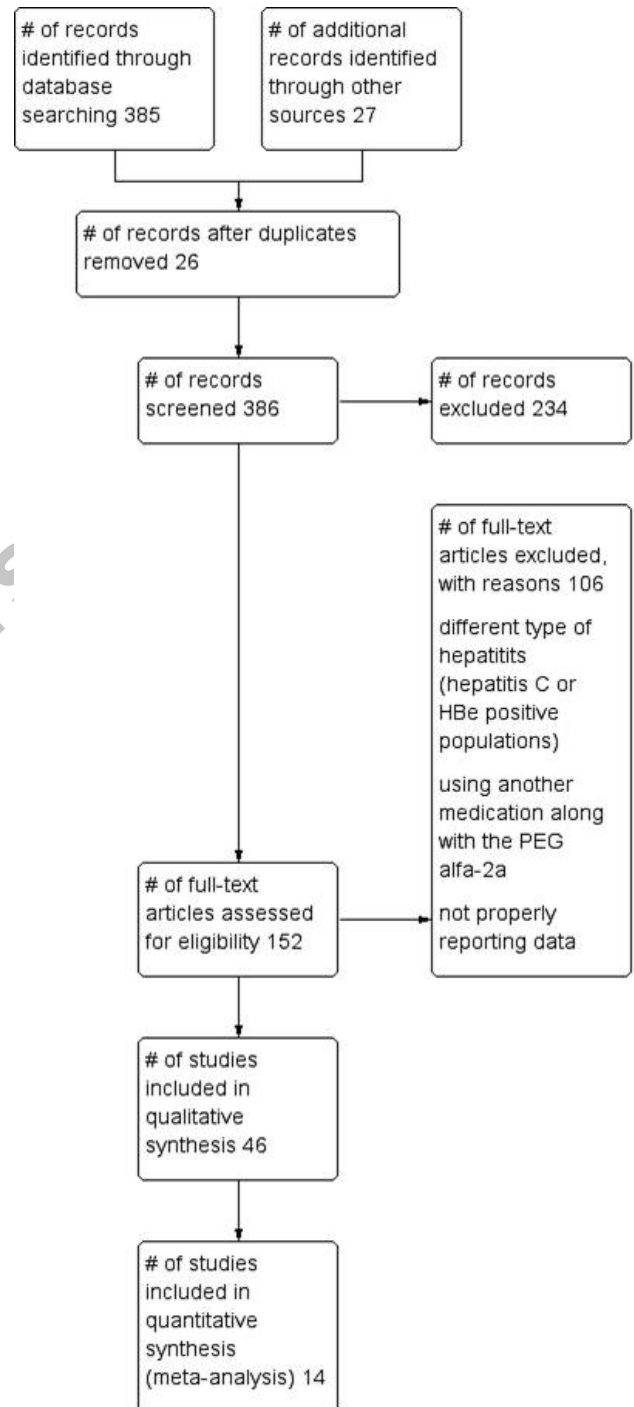 # of records
identified through
database
searching 385
# of additional
records identified
through other
sources 27
# of records after duplicates
removed 26
# of records
screened 386
# of records
excluded 234
# of full-text
articles excluded,
with reasons 106
different type of
hepatitits
(hepatitis C or
HBe positive
populations)
using another
medication along
with the PEG
alfa-2a
not properly
reporting data
# of full-text
articles assessed
for eligibility 152
# of studies
included in
qualitative
synthesis 46
# of studies
included in
quantitative
synthesis
(meta-analysis) 14